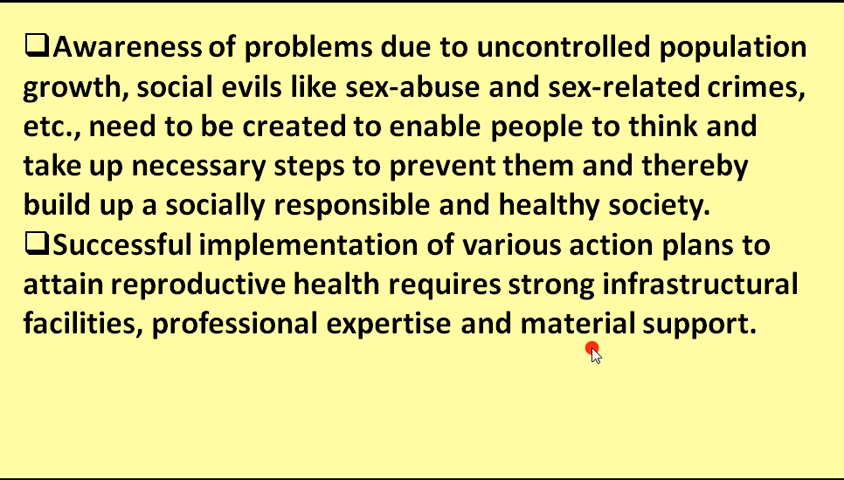 ❑Awareness of problems due to uncontrolled population
growth, social evils like sex-abuse and sex-related crimes,
etc., need to be created to enable people to think and
take up necessary steps to prevent them and thereby
build up a socially responsible and healthy society.
❑Successful implementation of various action plans to
attain reproductive health requires strong infrastructural
facilities, professional expertise and material support.